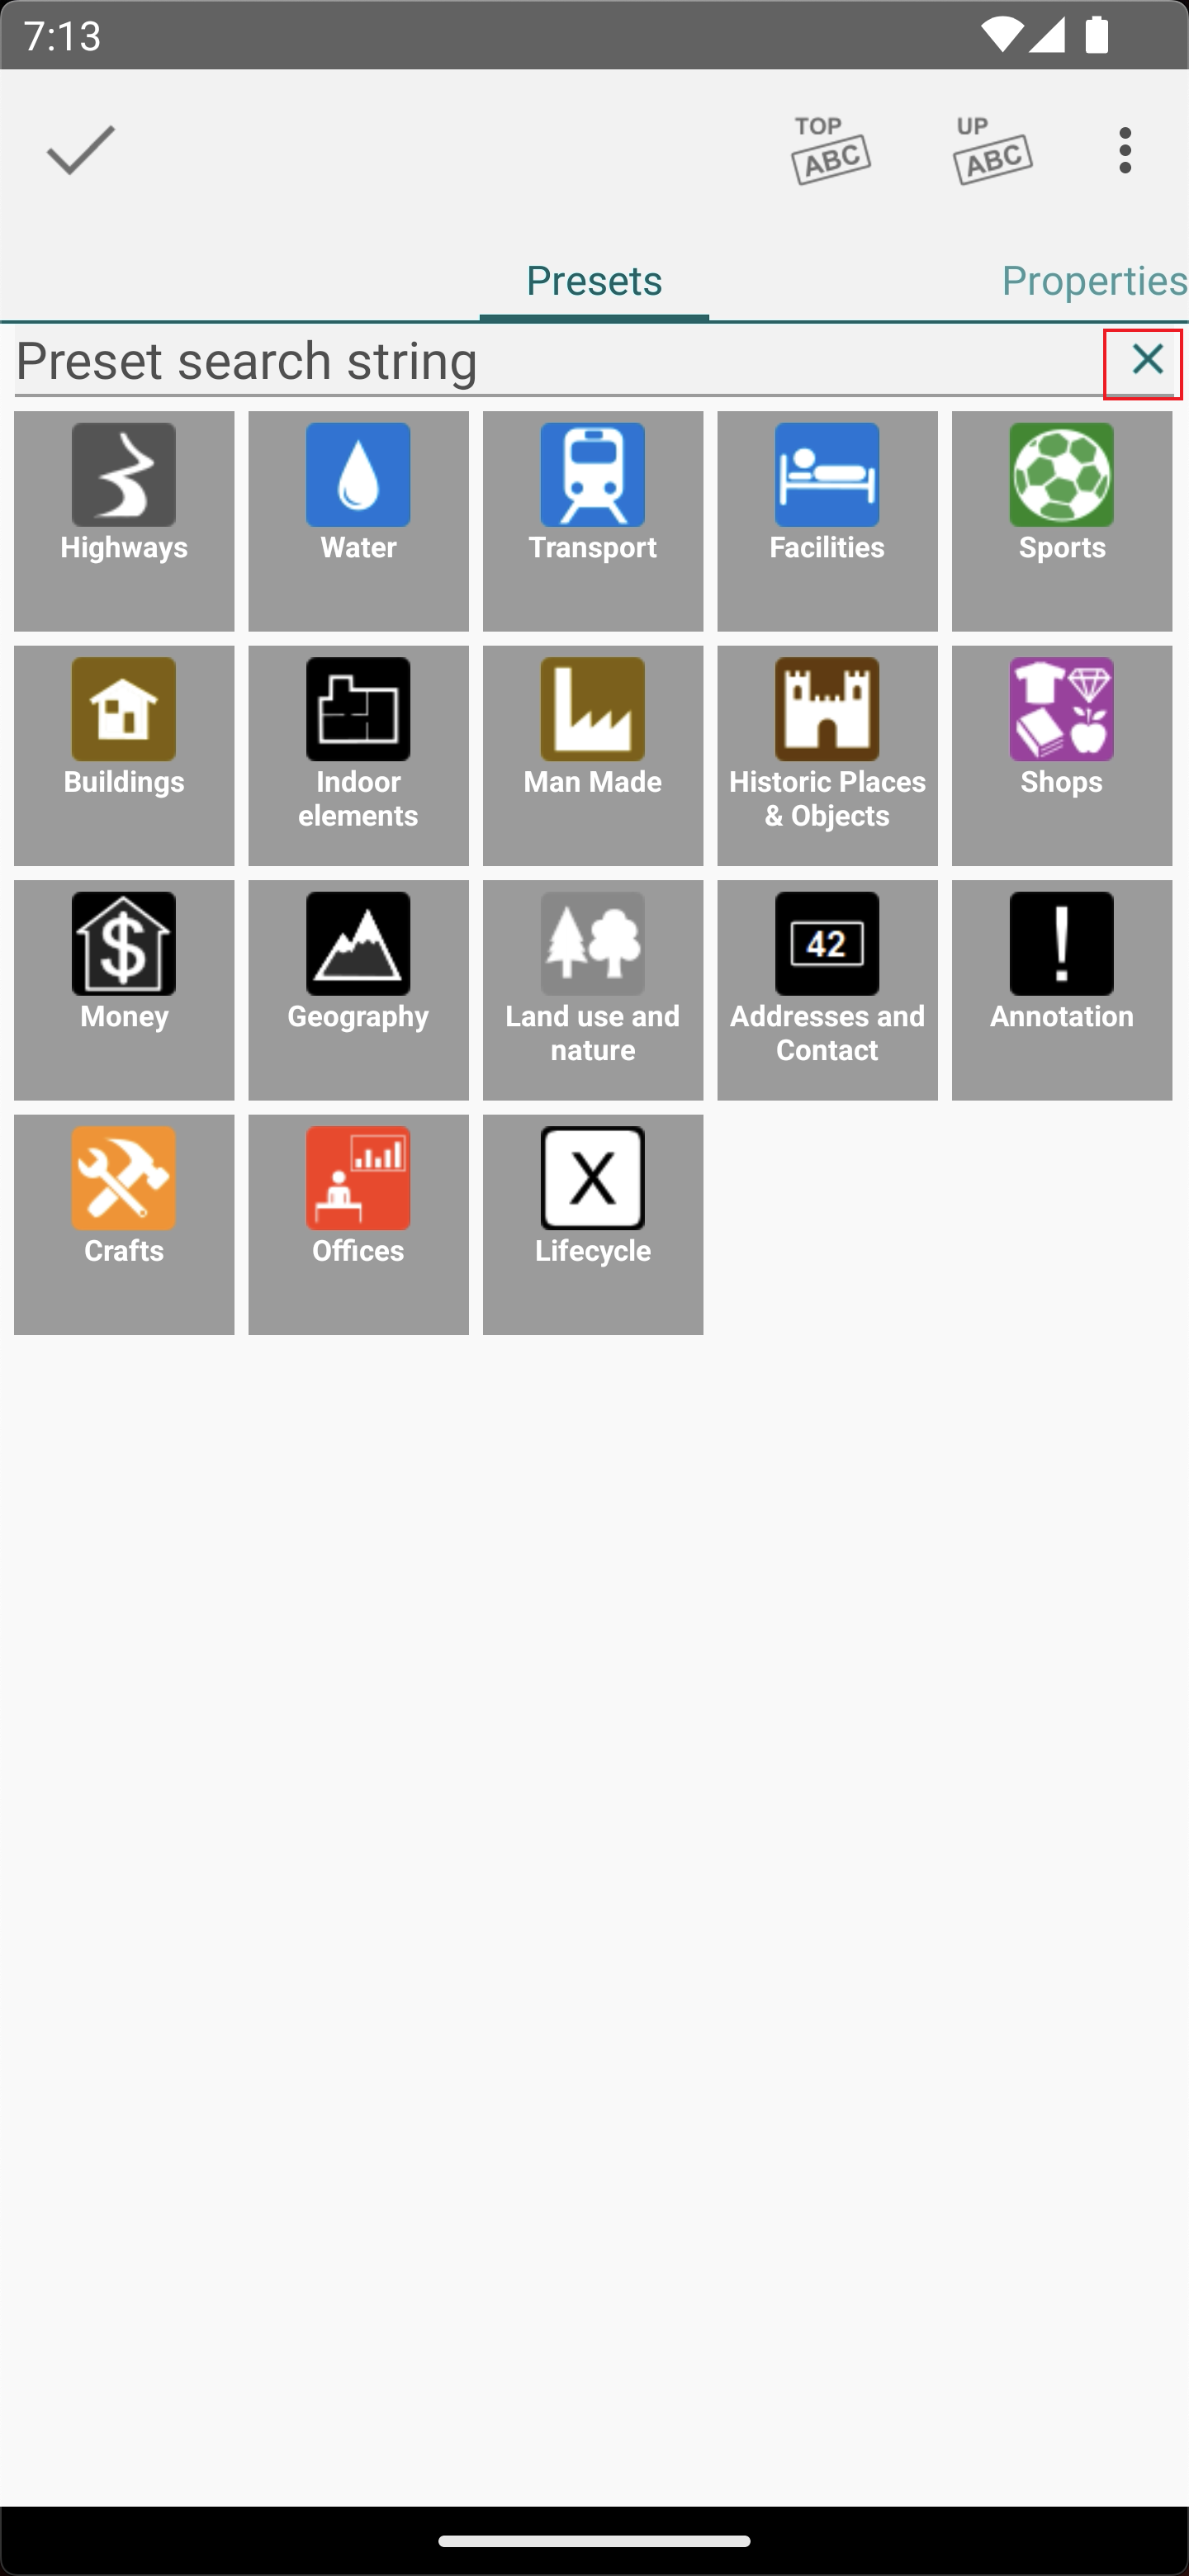 7:13
TOP
ABC
UP
ABC
Presets
Properties
Preset search string
Highways
Water
Transport
Facilities
Sports
Buildings
Indoor
elements
Man Made
Historic Places
& Objects
Shops
$
Money
Geography
Land use and
nature
42
Addresses and
Contact
!
Annotation
Crafts
Offices
X
Lifecycle